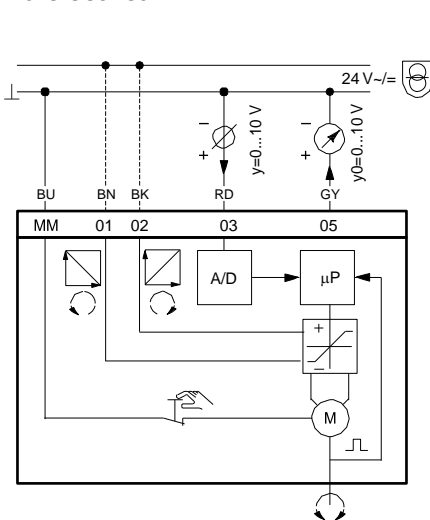 24 V~/=
⊥
− −
+ y=0...10 V + y0=0...10 V
BU BN BK RD GY
MM 01 02 03 05
A/D µP
+
−
M